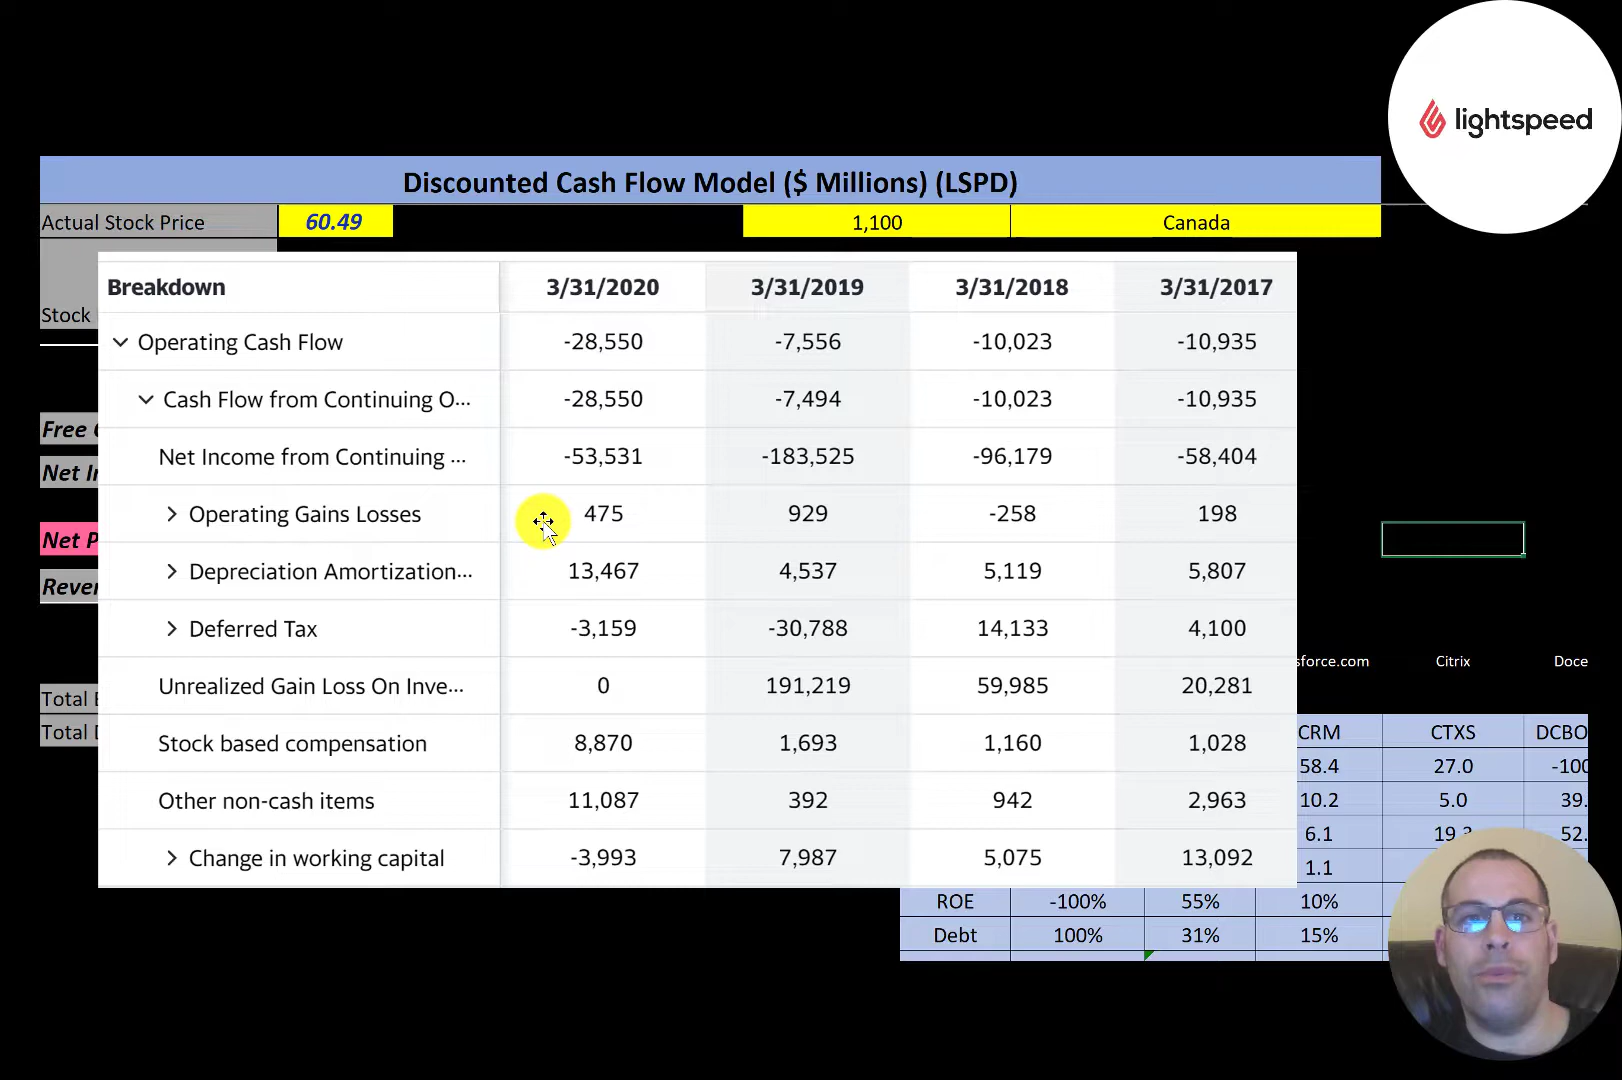 lightspeed
Discounted Cash Flow Model ($ Millions) (LSPD)
Actual Stock Price 60.49 1,100 Canada
Breakdown 3/31/2020 3/31/2019 3/31/2018 3/31/2017
Stock
Operating Cash Flow -28,550 -7,556 -10,023 -10,935
Cash Flow from Continuing O... -28,550 -7,494 -10,023 -10,935
Free
Net Income from Continuing ... -53,531 -183,525 -96,179 -58,404
Net I
Operating Gains Losses 475 929 -258 198
Net P
Depreciation Amortization... 13,467 4,537 5,119 5,807
Rever
Deferred Tax -3,159 -30,788 14,133 4,100
sforce.com Citrix Doce
Unrealized Gain Loss On Inve... 0 191,219 59,985 20,281
Total
Total CRM CTXS DCBO
Stock based compensation 8,870 1,693 1,160 1,028
58.4 27.0 -100
Other non-cash items 11,087 392 942 2,963
10.2 5.0 39.
6.1 52.
Change in working capital -3,993 7,987 5,075 13,092
1.1
ROE -100% 55% 10%
Debt 100% 31% 15%